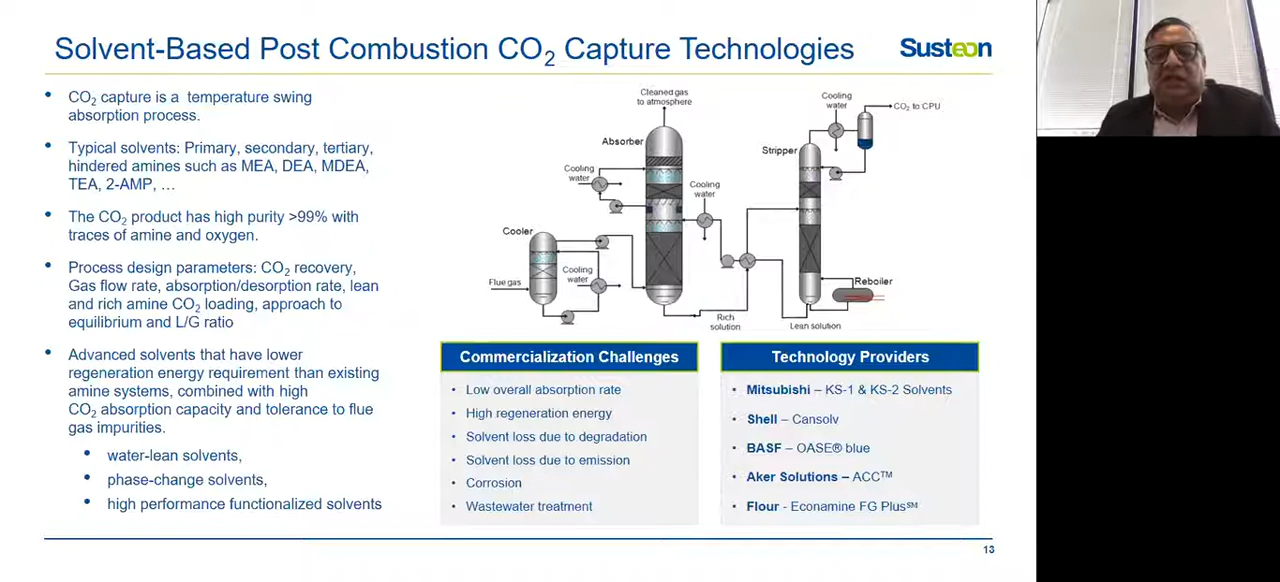 Solvent-Based Post Combustion CO₂ Capture Technologies
Susteon
• CO₂ capture is a temperature swing
absorption process.
• Typical solvents: Primary, secondary, tertiary,
hindered amines such as MEA, DEA, MDEA,
TEA, 2-AMP, …
• The CO₂ product has high purity >99% with
traces of amine and oxygen.
• Process design parameters: CO₂ recovery,
Gas flow rate, absorption/desorption rate, lean
and rich amine CO₂ loading, approach to
equilibrium and L/G ratio
• Advanced solvents that have lower
regeneration energy requirement than existing
amine systems, combined with high
CO₂ absorption capacity and tolerance to flue
gas impurities.
• water-lean solvents,
• phase-change solvents,
• high performance functionalized solvents
Cleaned gas
to atmosphere
Absorber
Cooling
water
Cooling
water
Cooler
Cooling
water
Flue gas
Rich
solution
Cooling
water
CO₂ to CPU
Stripper
Reboiler
Lean solution
Commercialization Challenges
• Low overall absorption rate
• High regeneration energy
• Solvent loss due to degradation
• Solvent loss due to emission
• Corrosion
• Wastewater treatment
Technology Providers
• Mitsubishi – KS-1 & KS-2 Solvents
• Shell – Cansolv
• BASF – OASE® blue
• Aker Solutions – ACC™
• Flour - Econamine FG Plus℠
13